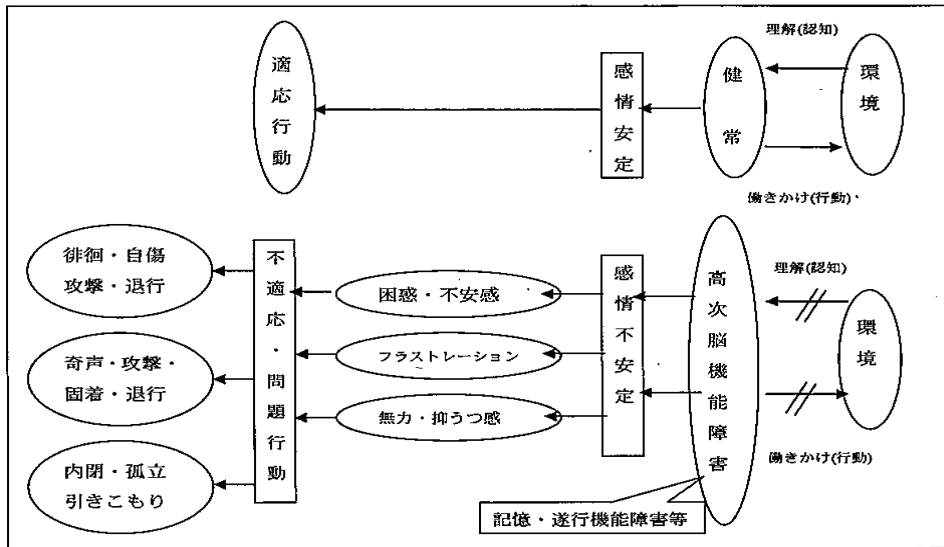 理解(認知)
適応行動
感情安定
健常
環境
働きかけ(行動)
徘徊・自傷
攻撃・退行
不適応・問題行動
困惑・不安感
感情不安定
高次脳機能障害
理解(認知)
環境
奇声・攻撃・
固着・退行
フラストレーション
無力・抑うつ感
働きかけ(行動)
内閉・孤立
引きこもり
記憶・遂行機能障害等